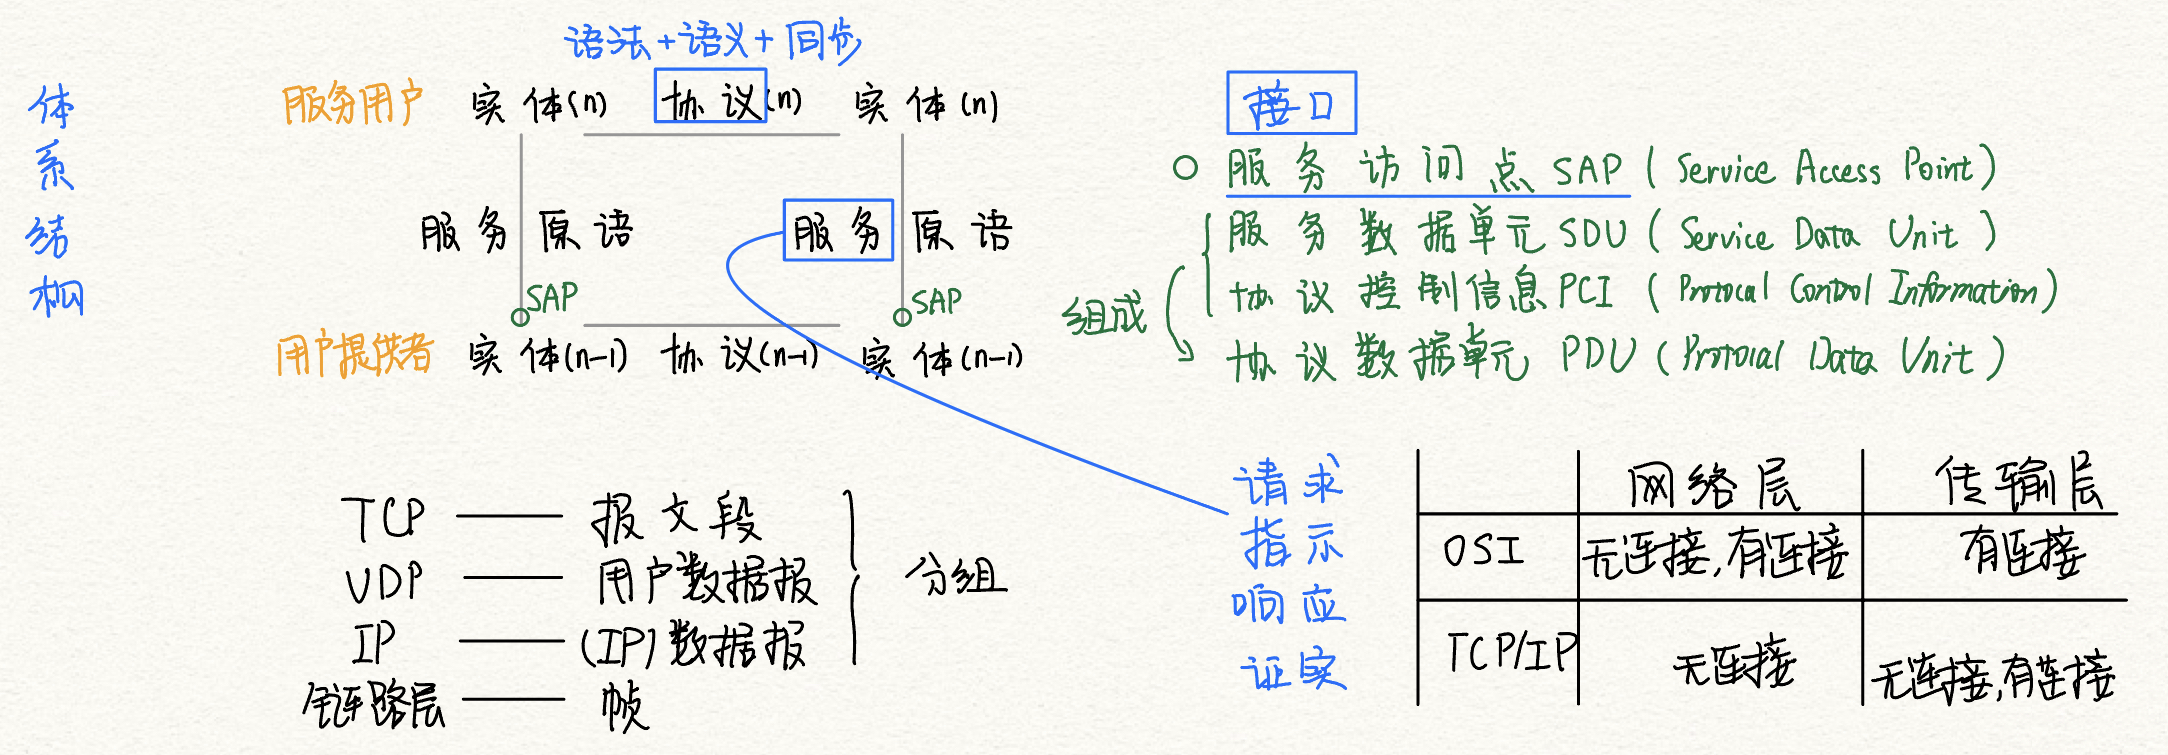 体系结构
语法+语义+同步
服务用户 实体(n) 协议(n) 实体(n)
服务原语 服务原语
SAP SAP
用户提供者 实体(n-1) 协议(n-1) 实体(n-1)
接口
服务访问点 SAP (Service Access Point)
服务数据单元 SDU (Service Data Unit)
协议控制信息 PCI (Protocal Control Information)
组成
协议数据单元 PDU (Protocal Data Unit)
TCP 报文段
UDP 用户数据报
IP (IP)数据报
链路层 帧
分组
请求
指示
响应
证实
网络层 传输层
OSI 无连接,有连接 有连接
TCP/IP 无连接 无连接,有连接